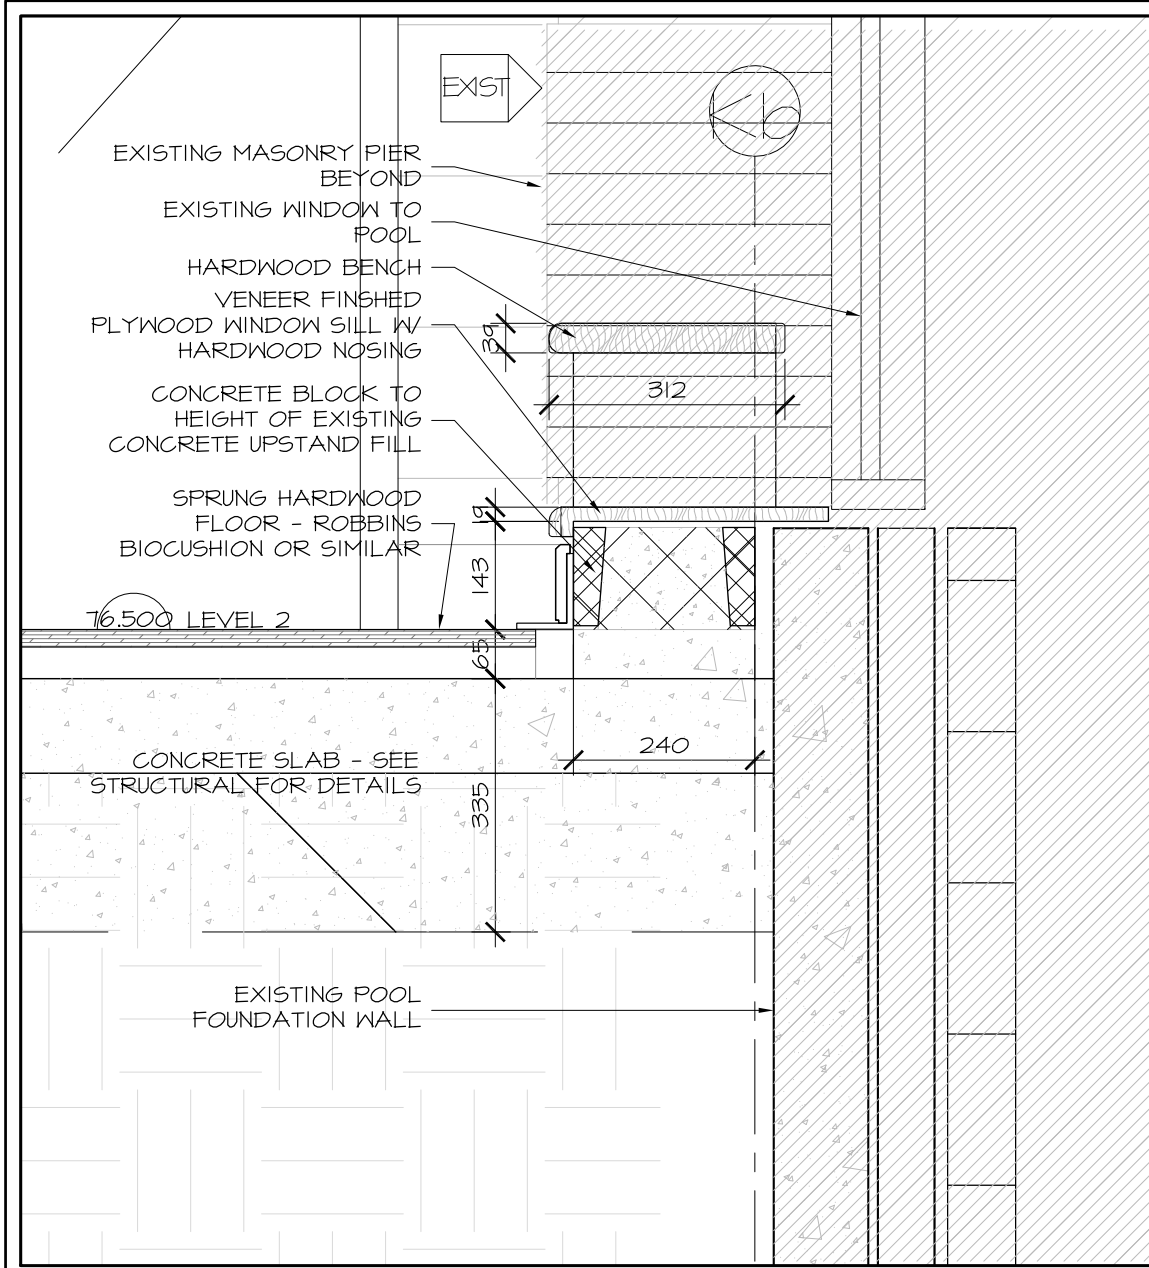 EXIST
Kb
EXISTING MASONRY PIER
BEYOND
EXISTING WINDOW TO
POOL
HARDWOOD BENCH
VENEER FINSHED
PLYWOOD WINDOW SILL W/
HARDWOOD NOSING
39
312
CONCRETE BLOCK TO
HEIGHT OF EXISTING
CONCRETE UPSTAND FILL
SPRUNG HARDWOOD
FLOOR - ROBBINS
BIOCUSHION OR SIMILAR
19
143
76.500 LEVEL 2
65
240
CONCRETE SLAB - SEE
STRUCTURAL FOR DETAILS
335
EXISTING POOL
FOUNDATION WALL